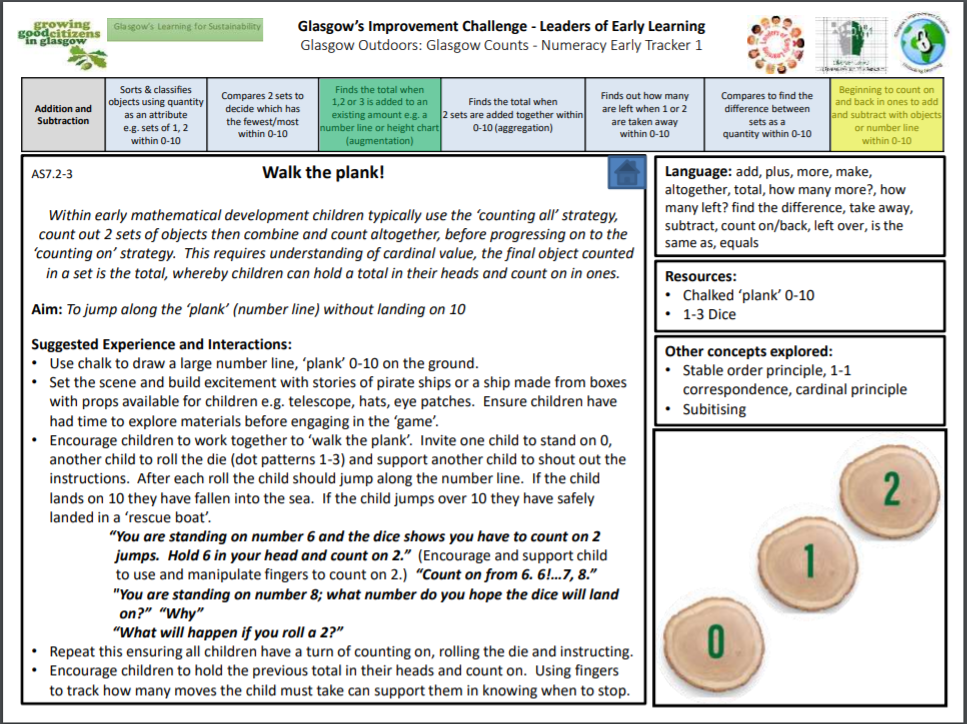 growing
good citizens
in glasgow
Glasgow's Learning for Sustainability
Glasgow's Improvement Challenge - Leaders of Early Learning
Glasgow Outdoors: Glasgow Counts - Numeracy Early Tracker 1
Leaders of Early Learning
Addition and
Subtraction
Sorts & classifies
objects using quantity
as an attribute
e.g. sets of 1, 2
within 0-10
Compares 2 sets to
decide which has
the fewest/most
within 0-10
Finds the total when
1,2 or 3 is added to an
existing amount e.g. a
number line or height chart
(augmentation)
Finds the total when
2 sets are added together within
0-10 (aggregation)
Finds out how many
are left when 1 or 2
are taken away
within 0-10
Compares to find the
difference between
sets as a
quantity within 0-10
Beginning to count on
and back in ones to add
and subtract with objects
or number line
within 0-10
AS7.2-3
Walk the plank!
Within early mathematical development children typically use the ‘counting all’ strategy,
count out 2 sets of objects then combine and count altogether, before progressing on to the
‘counting on’ strategy. This requires understanding of cardinal value, the final object counted
in a set is the total, whereby children can hold a total in their heads and count on in ones.
Aim: To jump along the ‘plank’ (number line) without landing on 10
Suggested Experience and Interactions:
• Use chalk to draw a large number line, ‘plank’ 0-10 on the ground.
• Set the scene and build excitement with stories of pirate ships or a ship made from boxes
with props available for children e.g. telescope, hats, eye patches. Ensure children have
had time to explore materials before engaging in the ‘game’.
• Encourage children to work together to ‘walk the plank’. Invite one child to stand on 0,
another child to roll the die (dot patterns 1-3) and support another child to shout out the
instructions. After each roll the child should jump along the number line. If the child
lands on 10 they have fallen into the sea. If the child jumps over 10 they have safely
landed in a ‘rescue boat’.
“You are standing on number 6 and the dice shows you have to count on 2
jumps. Hold 6 in your head and count on 2.” (Encourage and support child
to use and manipulate fingers to count on 2.) “Count on from 6. 6!...7, 8.”
"You are standing on number 8; what number do you hope the dice will land
on?” “Why”
“What will happen if you roll a 2?”
• Repeat this ensuring all children have a turn of counting on, rolling the die and instructing.
• Encourage children to hold the previous total in their heads and count on. Using fingers
to track how many moves the child must take can support them in knowing when to stop.
Language: add, plus, more, make,
altogether, total, how many more?, how
many left? find the difference, take away,
subtract, count on/back, left over, is the
same as, equals
Resources:
• Chalked ‘plank’ 0-10
• 1-3 Dice
Other concepts explored:
• Stable order principle, 1-1
correspondence, cardinal principle
• Subitising
2
1
0